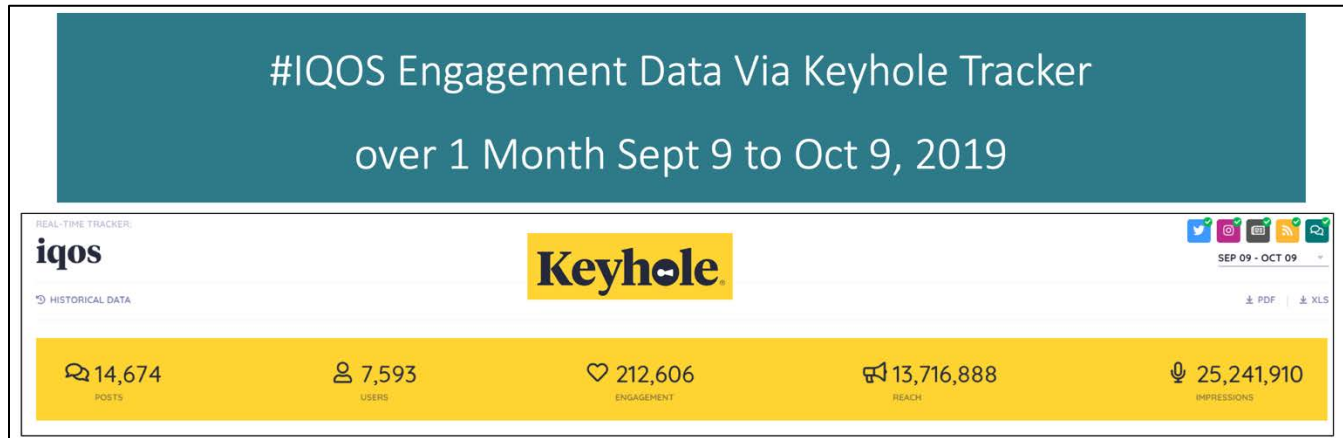 #IQOS Engagement Data Via Keyhole Tracker
over 1 Month Sept 9 to Oct 9, 2019
REAL-TIME TRACKER:
iqos
Keyhole®
SEP 09 - OCT 09
HISTORICAL DATA
PDF | XLS
14,674
POSTS
7,593
USERS
212,606
ENGAGEMENT
13,716,888
REACH
25,241,910
IMPRESSIONS